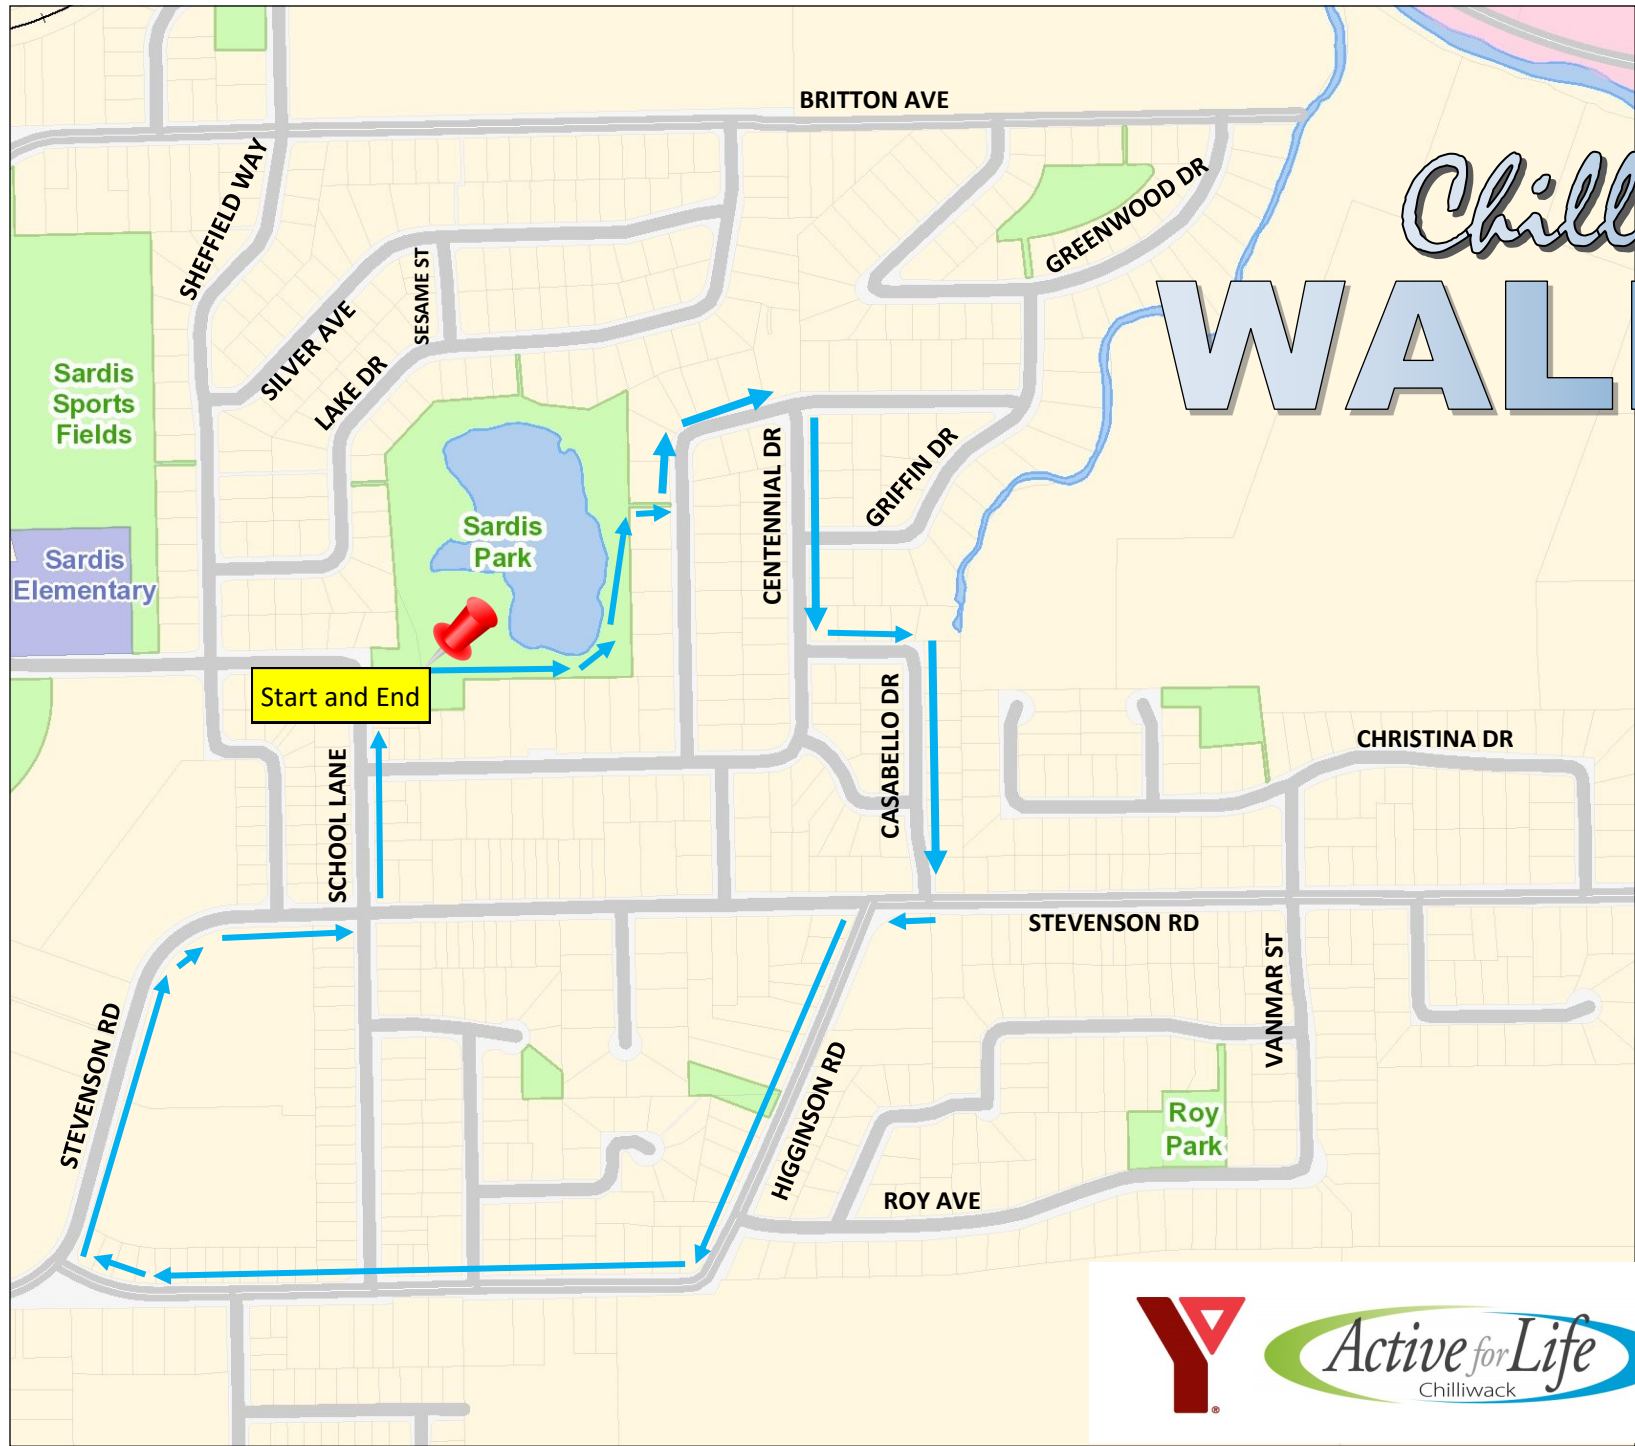 BRITTON AVE
SHEFFIELD WAY
Chill
WAL
GREENWOOD DR
SESAME ST
SILVER AVE
LAKE DR
Sardis
Sports
Fields
CENTENNIAL DR
GRIFFIN DR
Sardis
Park
Sardis
Elementary
Start and End
CASABELLO DR
CHRISTINA DR
SCHOOL LANE
STEVENSON RD
VANMAR ST
STEVENSON RD
HIGGINSON RD
Roy
Park
ROY AVE
Y
Active for Life
Chilliwack